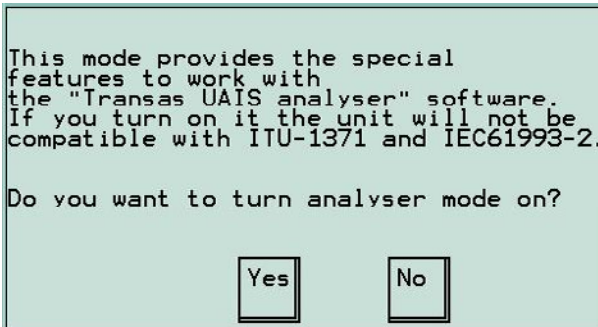 This mode provides the special
features to work with
the "Transas UAIS analyser" software.
If you turn on it the unit will not be
compatible with ITU-1371 and IEC61993-2.
Do you want to turn analyser mode on?
Yes No